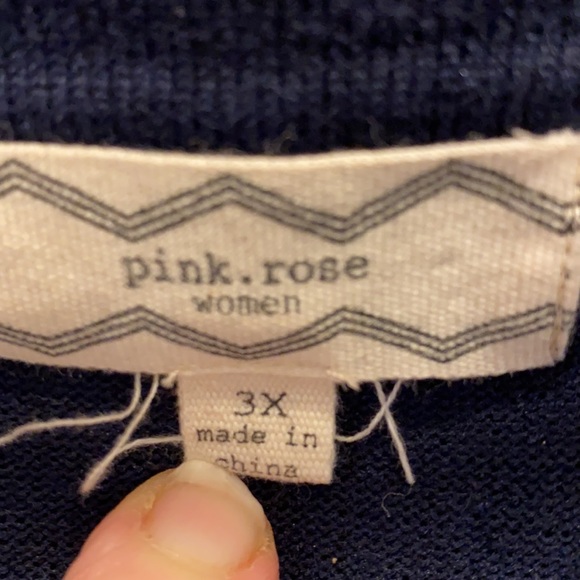 pink.rose
women
3X
made in
china